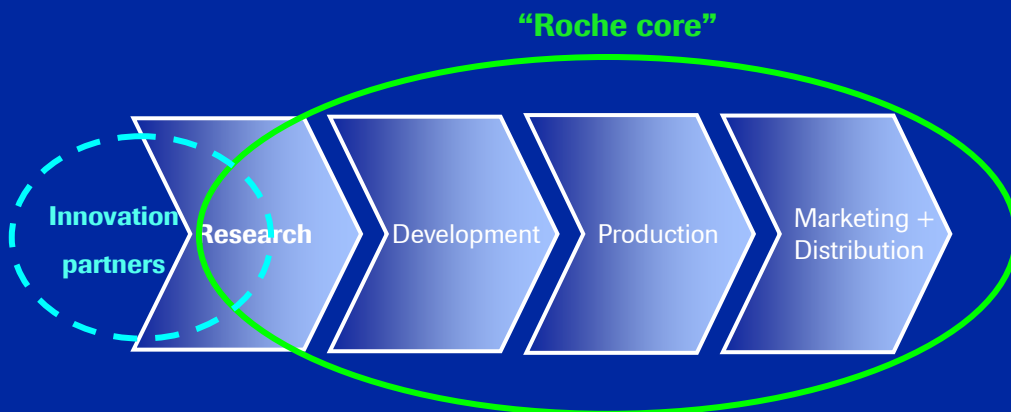 “Roche core”
Innovation
partners
Research
Development
Production
Marketing +
Distribution